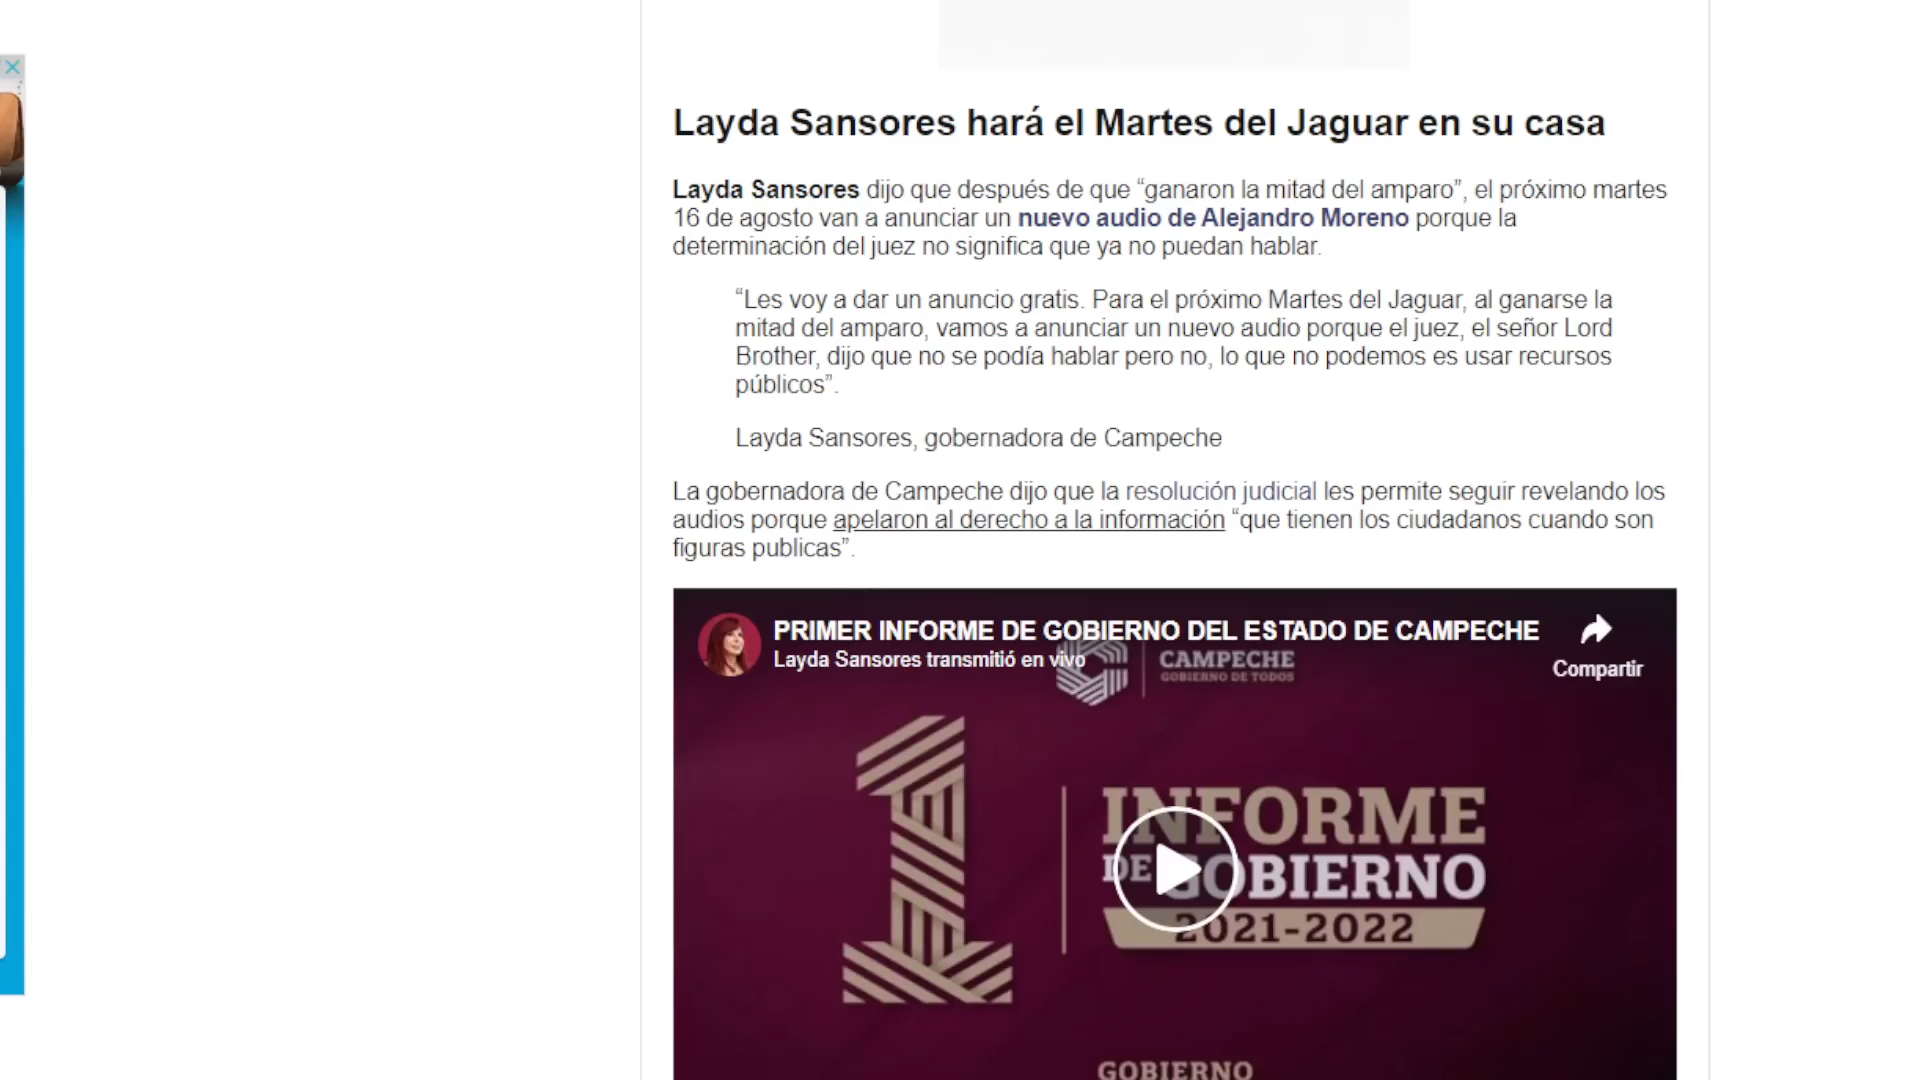 Layda Sansores hará el Martes del Jaguar en su casa
Layda Sansores dijo que después de que “ganaron la mitad del amparo”, el próximo martes
16 de agosto van a anunciar un nuevo audio de Alejandro Moreno porque la
determinación del juez no significa que ya no puedan hablar.
“Les voy a dar un anuncio gratis. Para el próximo Martes del Jaguar, al ganarse la
mitad del amparo, vamos a anunciar un nuevo audio porque el juez, el señor Lord
Brother, dijo que no se podía hablar pero no, lo que no podemos es usar recursos
públicos”.
Layda Sansores, gobernadora de Campeche
La gobernadora de Campeche dijo que la resolución judicial les permite seguir revelando los
audios porque apelaron al derecho a la información “que tienen los ciudadanos cuando son
figuras publicas”.
PRIMER INFORME DE GOBIERNO DEL ESTADO DE CAMPECHE
Layda Sansores transmitió en vivo
Compartir
CAMPECHE
GOBIERNO DE TODOS
1
INFORME
DE GOBIERNO
2021-2022
GOBIERNO